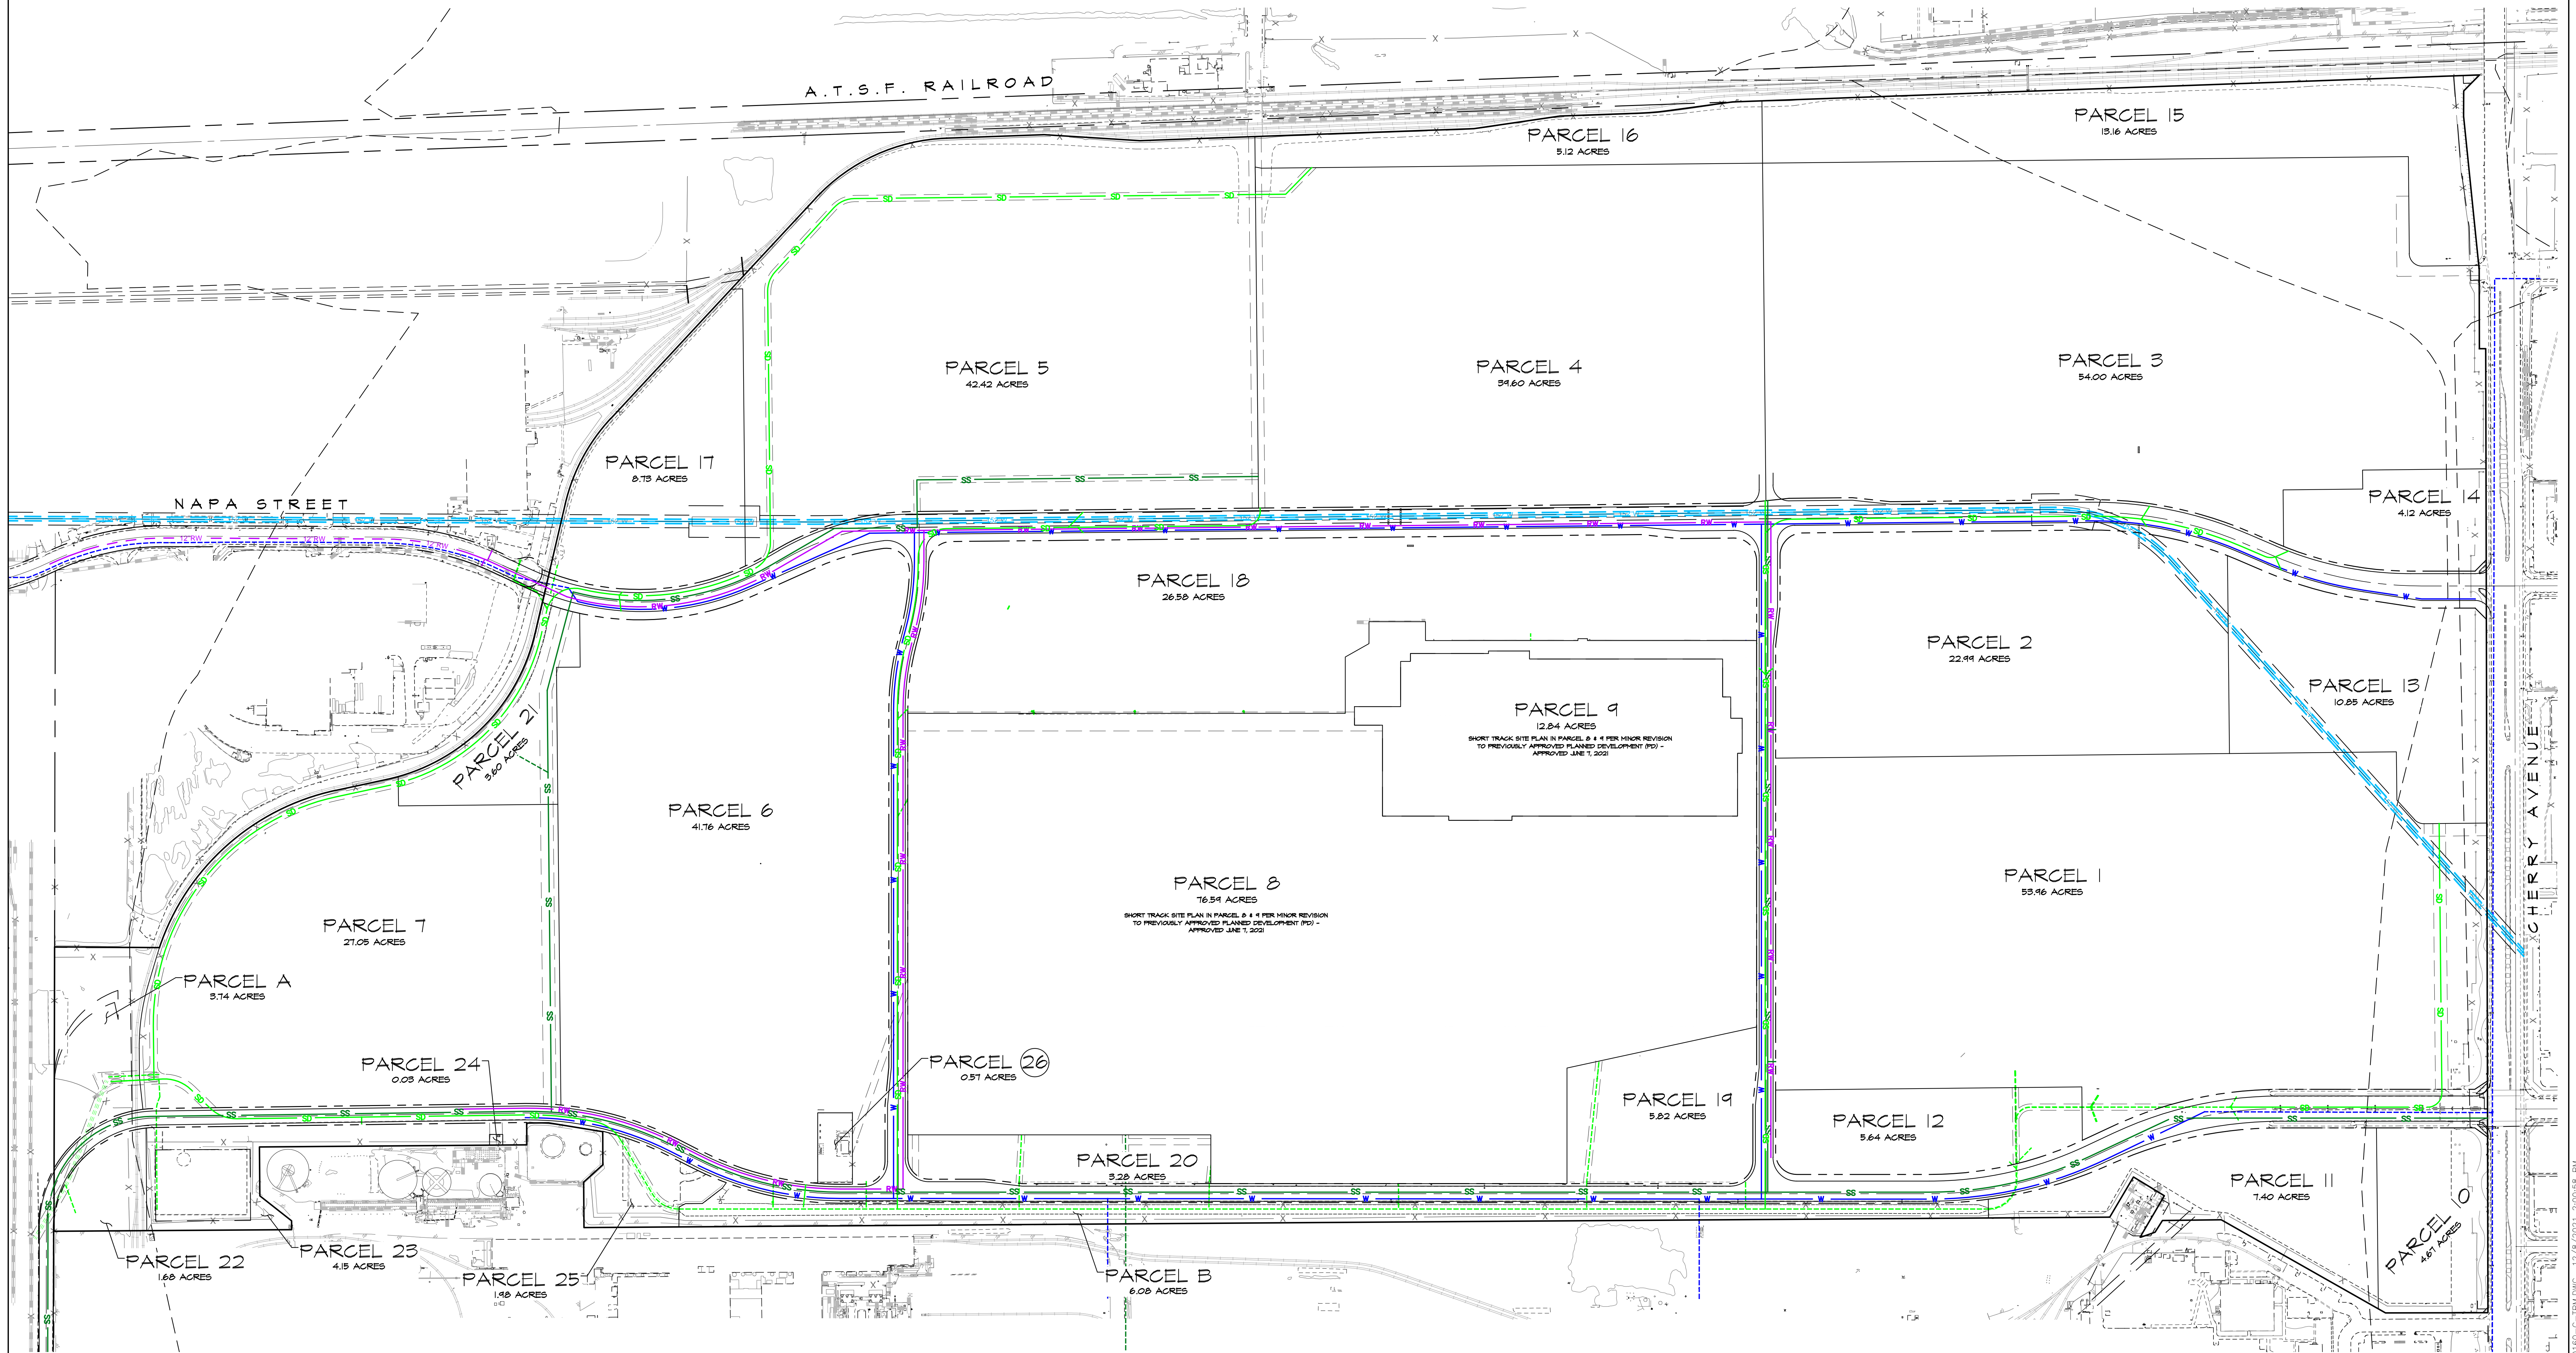 A.T.S.F. RAILROAD
PARCEL 15
13.16 ACRES
PARCEL 16
5.12 ACRES
PARCEL 5
42.42 ACRES
PARCEL 4
39.60 ACRES
PARCEL 3
54.00 ACRES
PARCEL 17
8.73 ACRES
NAPA STREET
PARCEL 14
4.12 ACRES
12"RW
12"RW
12"RW
PARCEL 18
26.58 ACRES
PARCEL 2
22.99 ACRES
PARCEL 13
10.85 ACRES
PARCEL 9
12.84 ACRES
SHORT TRACK SITE PLAN IN PARCEL 8 & 9 PER MINOR REVISION
TO PREVIOUSLY APPROVED PLANNED DEVELOPMENT (PD) -
APPROVED JUNE 7, 2021
PARCEL 21
3.60 ACRES
CHERRY AVENUE
PARCEL 6
41.76 ACRES
PARCEL 8
76.59 ACRES
SHORT TRACK SITE PLAN IN PARCEL 8 & 9 PER MINOR REVISION
TO PREVIOUSLY APPROVED PLANNED DEVELOPMENT (PD) -
APPROVED JUNE 7, 2021
PARCEL 1
53.96 ACRES
PARCEL 7
27.05 ACRES
PARCEL A
3.74 ACRES
PARCEL 24
0.03 ACRES
PARCEL 26
0.57 ACRES
PARCEL 19
5.82 ACRES
PARCEL 12
5.64 ACRES
PARCEL 20
3.28 ACRES
PARCEL 11
7.40 ACRES
PARCEL 10
4.67 ACRES
PARCEL 22
1.68 ACRES
PARCEL 23
4.15 ACRES
PARCEL 25
1.98 ACRES
PARCEL B
6.08 ACRES
SD
SS
RW
W